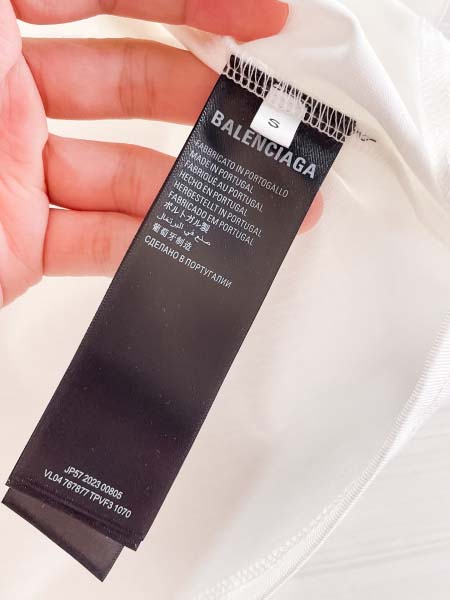 S
BALENCIAGA
FABBRICATO IN PORTOGALLO
MADE IN PORTUGAL
FABRIQUÉ AU PORTUGAL
HECHO EN PORTUGAL
HERGESTELLT IN PORTUGAL
FABRICADO EM PORTUGAL
ポルトガル製
صنع في البرتغال
葡萄牙制造
СДЕЛАНО В ПОРТУГАЛИИ
JP57 2023 00805
VL04 767877 TPVF3 1070